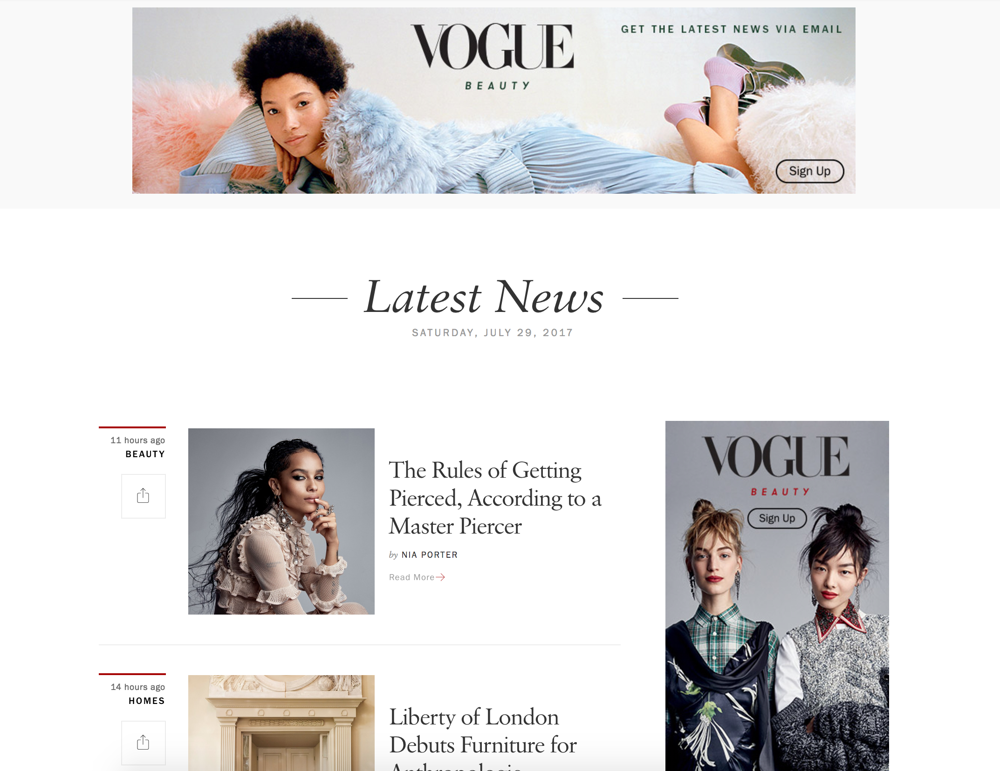 VOGUE
BEAUTY
GET THE LATEST NEWS VIA EMAIL
Sign Up
Latest News
SATURDAY, JULY 29, 2017
11 hours ago
BEAUTY
The Rules of Getting
Pierced, According to a
Master Piercer
by NIA PORTER
Read More
14 hours ago
HOMES
Liberty of London
Debuts Furniture for
Anthropologie
VOGUE
BEAUTY
Sign Up